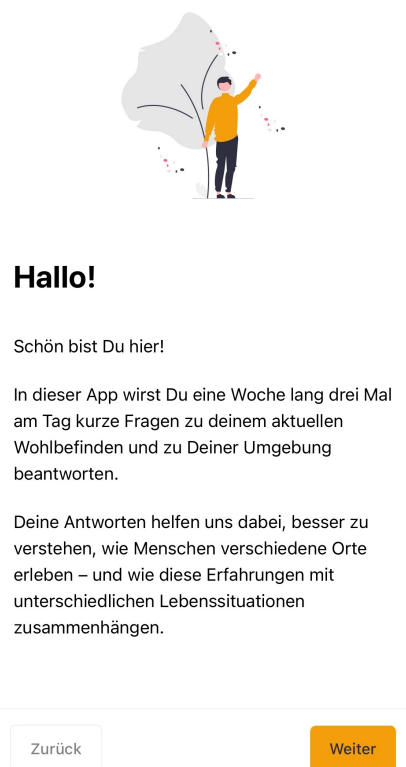 Hallo!
Schön bist Du hier!
In dieser App wirst Du eine Woche lang drei Mal
am Tag kurze Fragen zu deinem aktuellen
Wohlbefinden und zu Deiner Umgebung
beantworten.
Deine Antworten helfen uns dabei, besser zu
verstehen, wie Menschen verschiedene Orte
erleben – und wie diese Erfahrungen mit
unterschiedlichen Lebenssituationen
zusammenhängen.
Zurück
Weiter